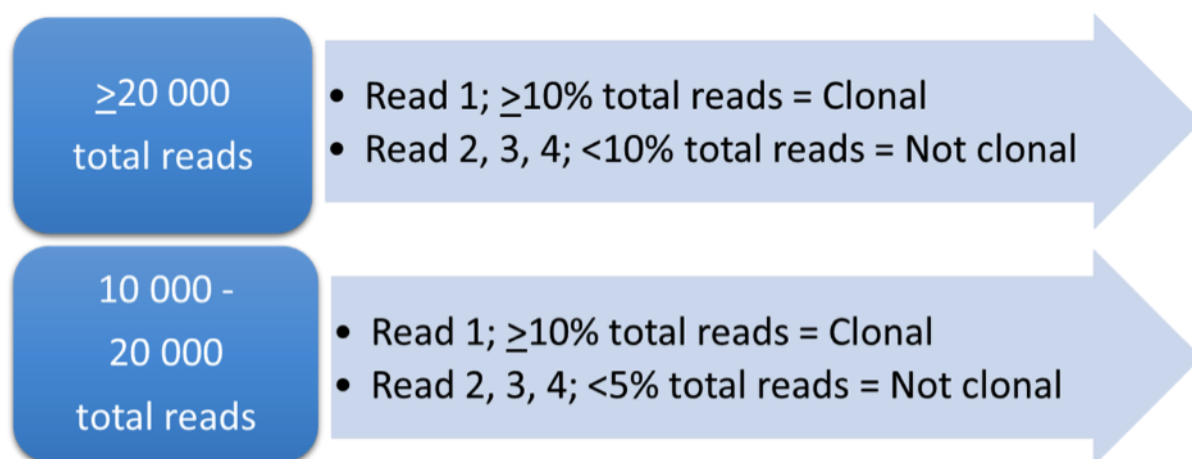 ≥20 000
total reads
• Read 1; ≥10% total reads = Clonal
• Read 2, 3, 4; <10% total reads = Not clonal
10 000 -
20 000
total reads
• Read 1; ≥10% total reads = Clonal
• Read 2, 3, 4; <5% total reads = Not clonal